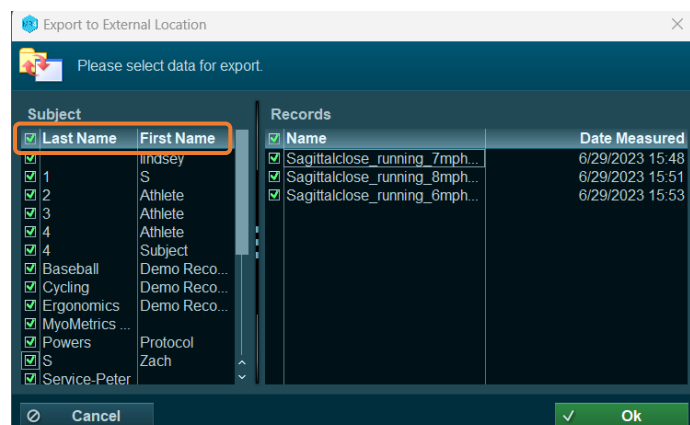 Export to External Location
Please select data for export.
Subject
Last Name First Name
lindsey
1 S
2 Athlete
3 Athlete
4 Athlete
4 Subject
Baseball Demo Reco...
Cycling Demo Reco...
Ergonomics Demo Reco...
MyoMetrics ...
Powers Protocol
S Zach
Service-Peter
Records
Name Date Measured
Sagittalclose_running_7mph... 6/29/2023 15:48
Sagittalclose_running_8mph... 6/29/2023 15:51
Sagittalclose_running_6mph... 6/29/2023 15:53
Cancel
Ok